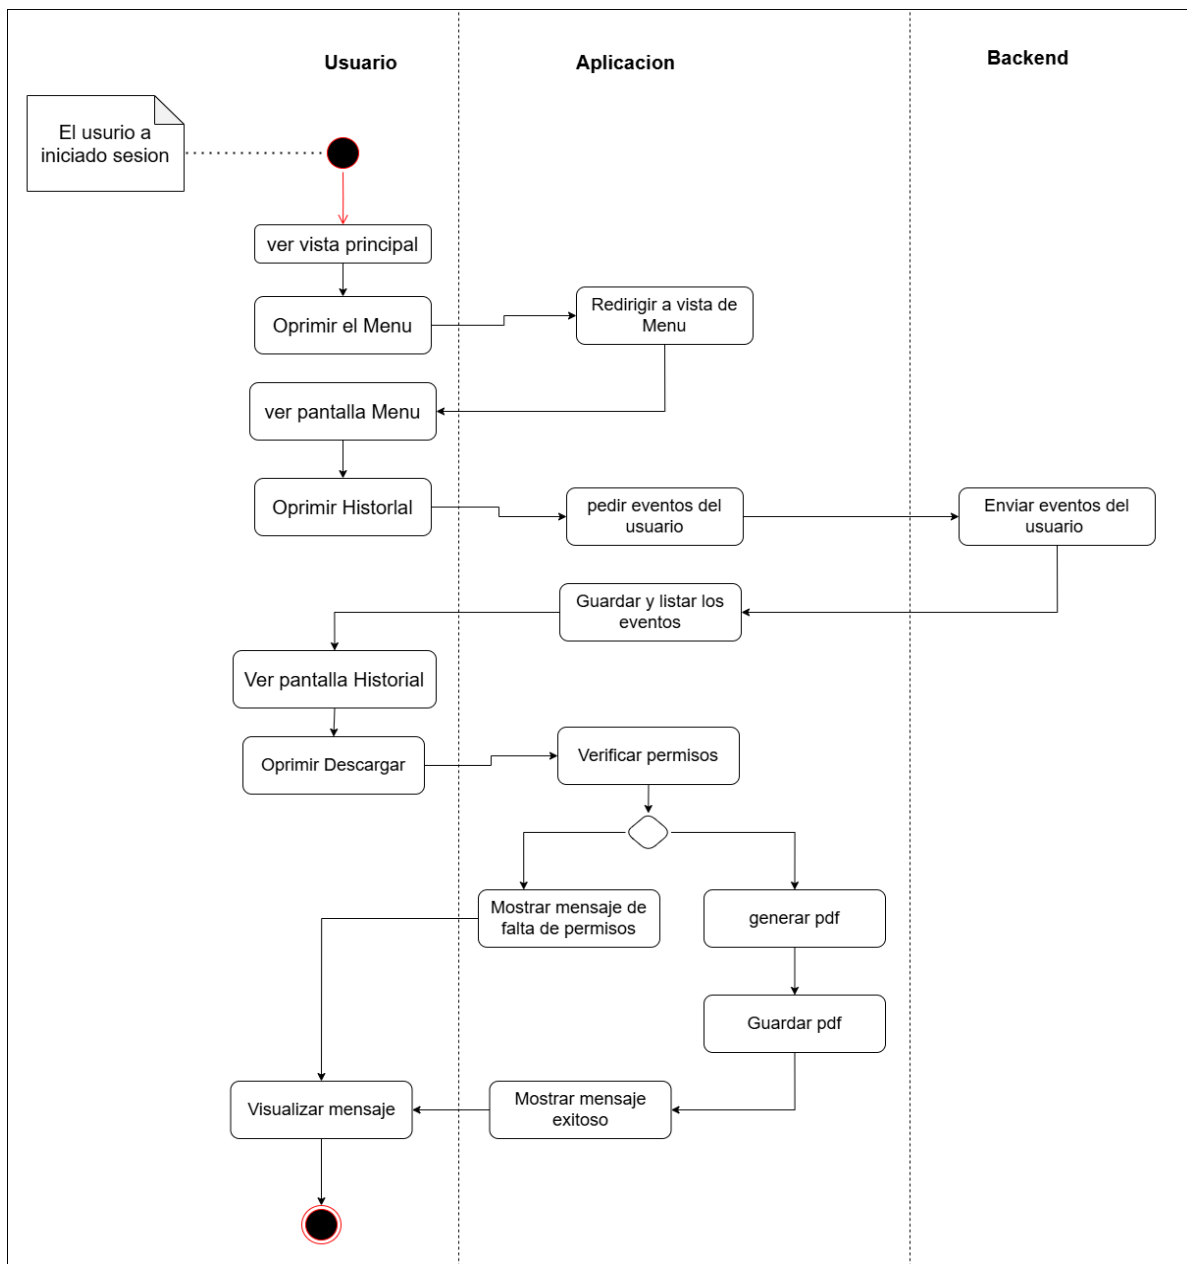 Usuario
Aplicacion
Backend
El usurio a
iniciado sesion
ver vista principal
Oprimir el Menu
Redirigir a vista de
Menu
ver pantalla Menu
Oprimir Historlal
pedir eventos del
usuario
Enviar eventos del
usuario
Guardar y listar los
eventos
Ver pantalla Historial
Oprimir Descargar
Verificar permisos
Mostrar mensaje de
falta de permisos
generar pdf
Guardar pdf
Visualizar mensaje
Mostrar mensaje
exitoso